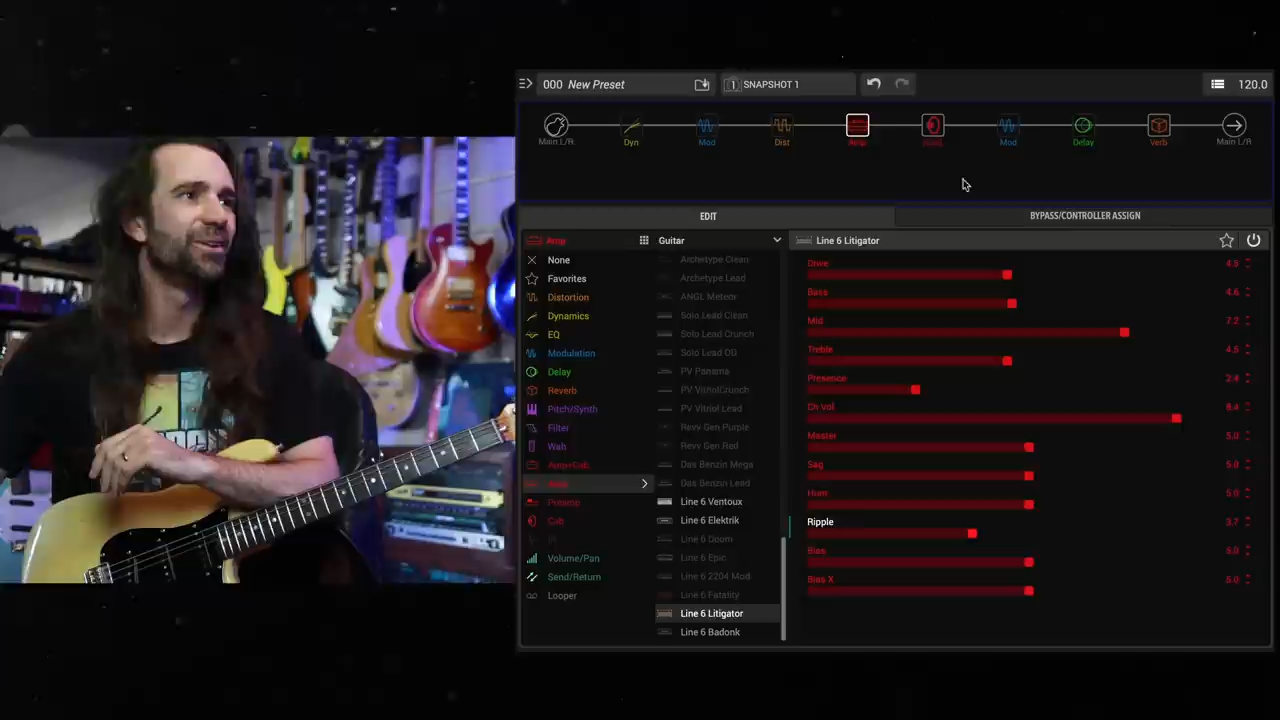 000 New Preset
1 SNAPSHOT 1
120.0
Main L/R
Dyn
Mod
Dist
Amp
Mod
Delay
Verb
Main L/R
EDIT
BYPASS/CONTROLLER ASSIGN
Amp
Guitar
Line 6 Litigator
None
Favorites
Distortion
Dynamics
EQ
Modulation
Delay
Reverb
Pitch/Synth
Filter
Wah
Amp+Cab
Amp
Preamp
Cab
IR
Volume/Pan
Send/Return
Looper
Archetype Clean
Archetype Lead
ANGL Meteor
Solo Lead Clean
Solo Lead Crunch
Solo Lead OD
PV Panama
PV VitriolCrunch
PV Vitriol Lead
Revv Gen Purple
Revv Gen Red
Das Benzin Mega
Das Benzin Lead
Line 6 Ventoux
Line 6 Elektrik
Line 6 Doom
Line 6 Epic
Line 6 2204 Mod
Line 6 Fatality
Line 6 Litigator
Line 6 Badonk
Drive 4.5
Bass 4.6
Mid 7.2
Treble 4.5
Presence 2.4
Ch Vol 8.4
Master 5.0
Sag 5.0
Hum 5.0
Ripple 3.7
Bias 5.0
Bias X 5.0